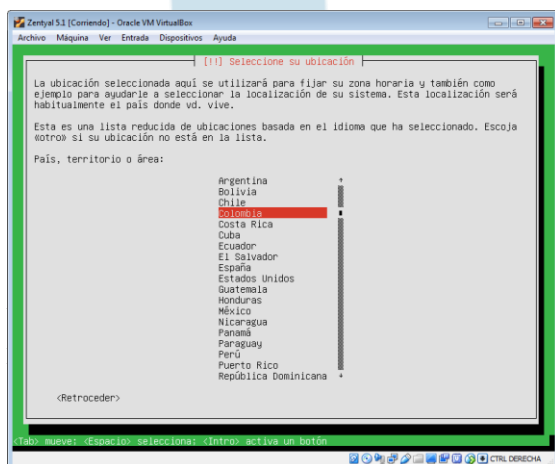 Zentyal 5.1 [Corriendo] - Oracle VM VirtualBox
Archivo Máquina Ver Entrada Dispositivos Ayuda
[!!] Seleccione su ubicación
La ubicación seleccionada aquí se utilizará para fijar su zona horaria y también como
ejemplo para ayudarle a seleccionar la localización de su sistema. Esta localización será
habitualmente el país donde vd. vive.
Esta es una lista reducida de ubicaciones basada en el idioma que ha seleccionado. Escoja
«otro» si su ubicación no está en la lista.
País, territorio o área:
Argentina
Bolivia
Chile
Colombia
Costa Rica
Cuba
Ecuador
El Salvador
España
Estados Unidos
Guatemala
Honduras
México
Nicaragua
Panamá
Paraguay
Perú
Puerto Rico
República Dominicana
<Retroceder>
<Tab> mueve; <Espacio> selecciona; <Intro> activa un botón
CTRL DERECHA